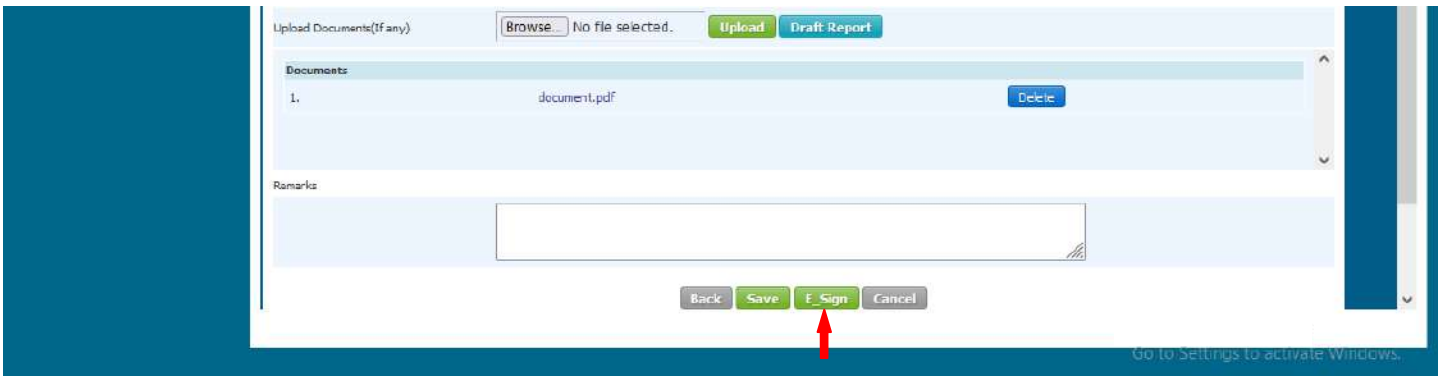 Upload Documents(If any) Browse... No file selected. Upload Draft Report
Documents
1. document.pdf Delete
Remarks
Back Save E_Sign Cancel
Go to Settings to activate Windows.